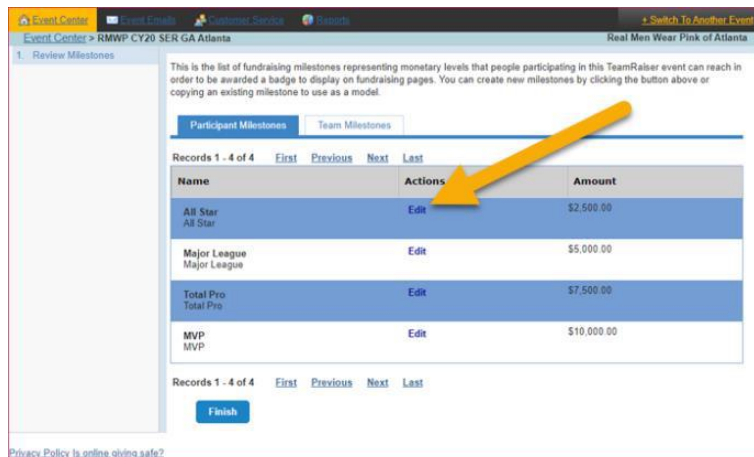 Event Center Event Emails Customer Service Reports + Switch To Another Event
Event Center > RMWP CY20 SER GA Atlanta Real Men Wear Pink of Atlanta
1. Review Milestones
This is the list of fundraising milestones representing monetary levels that people participating in this TeamRaiser event can reach in
order to be awarded a badge to display on fundraising pages. You can create new milestones by clicking the button above or
copying an existing milestone to use as a model.
Participant Milestones Team Milestones
Records 1 - 4 of 4 First Previous Next Last
Name Actions Amount
All Star Edit $2,500.00
All Star
Major League Edit $5,000.00
Major League
Total Pro Edit $7,500.00
Total Pro
MVP Edit $10,000.00
MVP
Records 1 - 4 of 4 First Previous Next Last
Finish
Privacy Policy Is online giving safe?